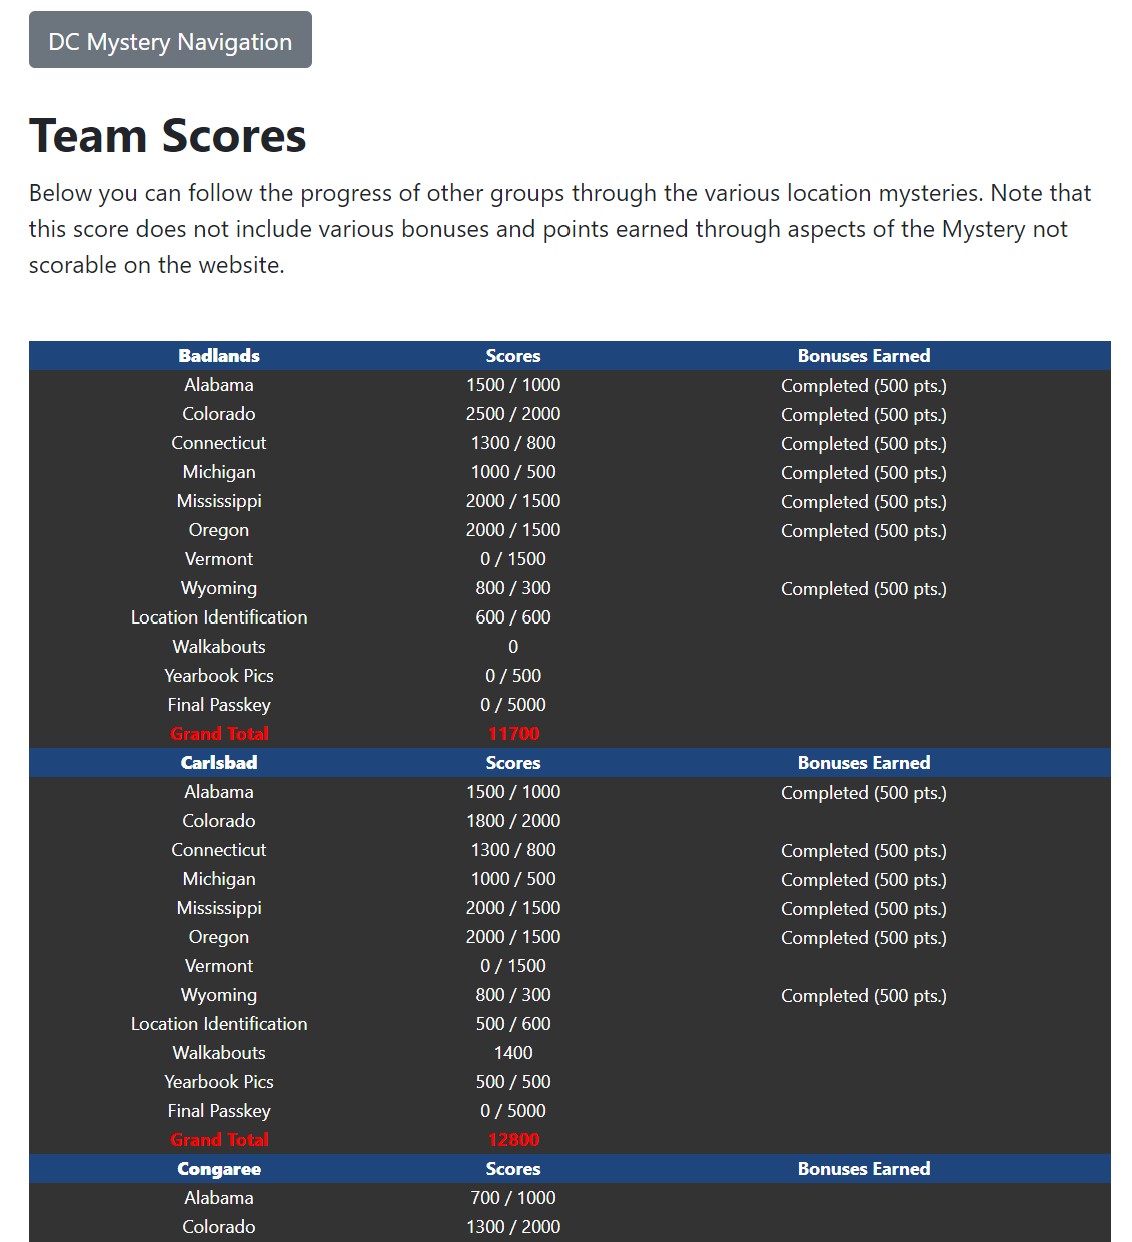 DC Mystery Navigation
Team Scores
Below you can follow the progress of other groups through the various location mysteries. Note that
this score does not include various bonuses and points earned through aspects of the Mystery not
scorable on the website.
Badlands Scores Bonuses Earned
Alabama 1500 / 1000 Completed (500 pts.)
Colorado 2500 / 2000 Completed (500 pts.)
Connecticut 1300 / 800 Completed (500 pts.)
Michigan 1000 / 500 Completed (500 pts.)
Mississippi 2000 / 1500 Completed (500 pts.)
Oregon 2000 / 1500 Completed (500 pts.)
Vermont 0 / 1500
Wyoming 800 / 300 Completed (500 pts.)
Location Identification 600 / 600
Walkabouts 0
Yearbook Pics 0 / 500
Final Passkey 0 / 5000
Grand Total 11700
Carlsbad Scores Bonuses Earned
Alabama 1500 / 1000 Completed (500 pts.)
Colorado 1800 / 2000
Connecticut 1300 / 800 Completed (500 pts.)
Michigan 1000 / 500 Completed (500 pts.)
Mississippi 2000 / 1500 Completed (500 pts.)
Oregon 2000 / 1500 Completed (500 pts.)
Vermont 0 / 1500
Wyoming 800 / 300 Completed (500 pts.)
Location Identification 500 / 600
Walkabouts 1400
Yearbook Pics 500 / 500
Final Passkey 0 / 5000
Grand Total 12800
Congaree Scores Bonuses Earned
Alabama 700 / 1000
Colorado 1300 / 2000